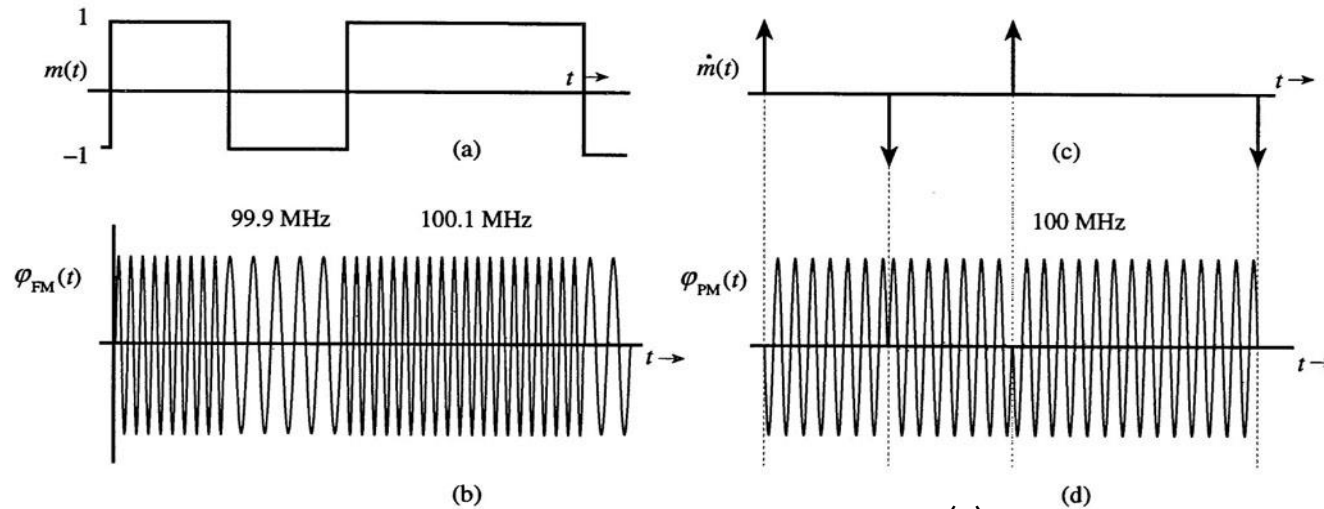 1
m(t)
t →
−1
(a)
99.9 MHz
100.1 MHz
φFM(t)
t →
(b)
ṁ(t)
t →
(c)
100 MHz
φPM(t)
t
(d)